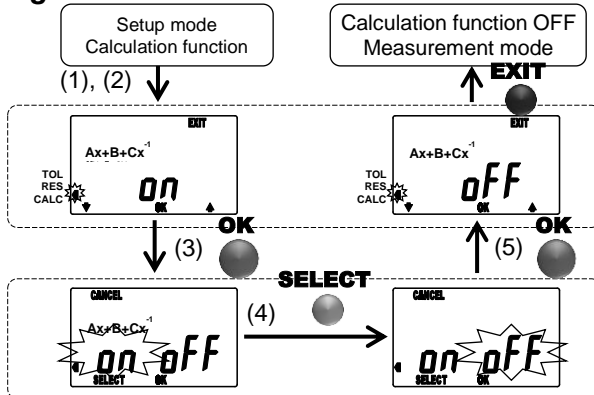 Setup mode
Calculation function
Calculation function OFF
Measurement mode
(1), (2)
EXIT
EXIT
Ax+B+Cx-1
TOL
RES
CALC
on
OK
EXIT
Ax+B+Cx-1
TOL
RES
CALC
oFF
OK
OK
(3)
OK
(5)
SELECT
(4)
CANCEL
Ax+B+Cx-1
on oFF
SELECT OK
CANCEL
on oFF
SELECT OK